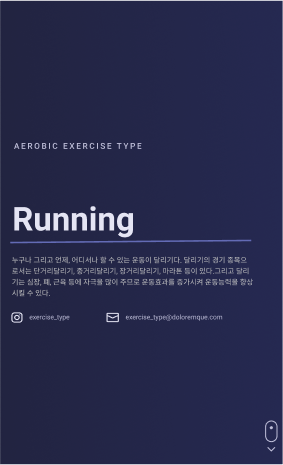 AEROBIC EXERCISE TYPE
Running
누구나 그리고 언제, 어디서나 할 수 있는 운동이 달리기다. 달리기의 경기 종목으
로서는 단거리달리기, 중거리달리기, 장거리달리기, 마라톤 등이 있다.그리고 달리
기는 심장, 폐, 근육 등에 자극을 많이 주므로 운동효과를 증가시켜 운동능력을 향상
시킬 수 있다.
exercise_type
exercise_type@doloremque.com